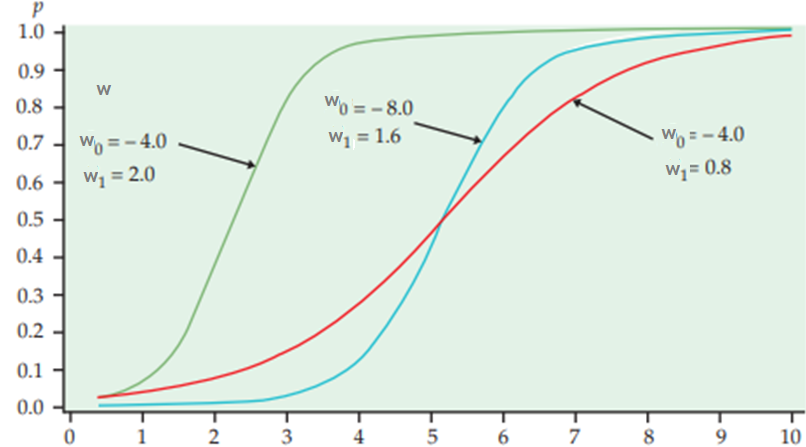 p
1.0
0.9
w
0.8
w0 = – 8.0
w0 = – 4.0
w1 = 1.6
w0 = – 4.0
0.7
w1 = 2.0
w1 = 0.8
0.6
0.5
0.4
0.3
0.2
0.1
0.0
0 1 2 3 4 5 6 7 8 9 10